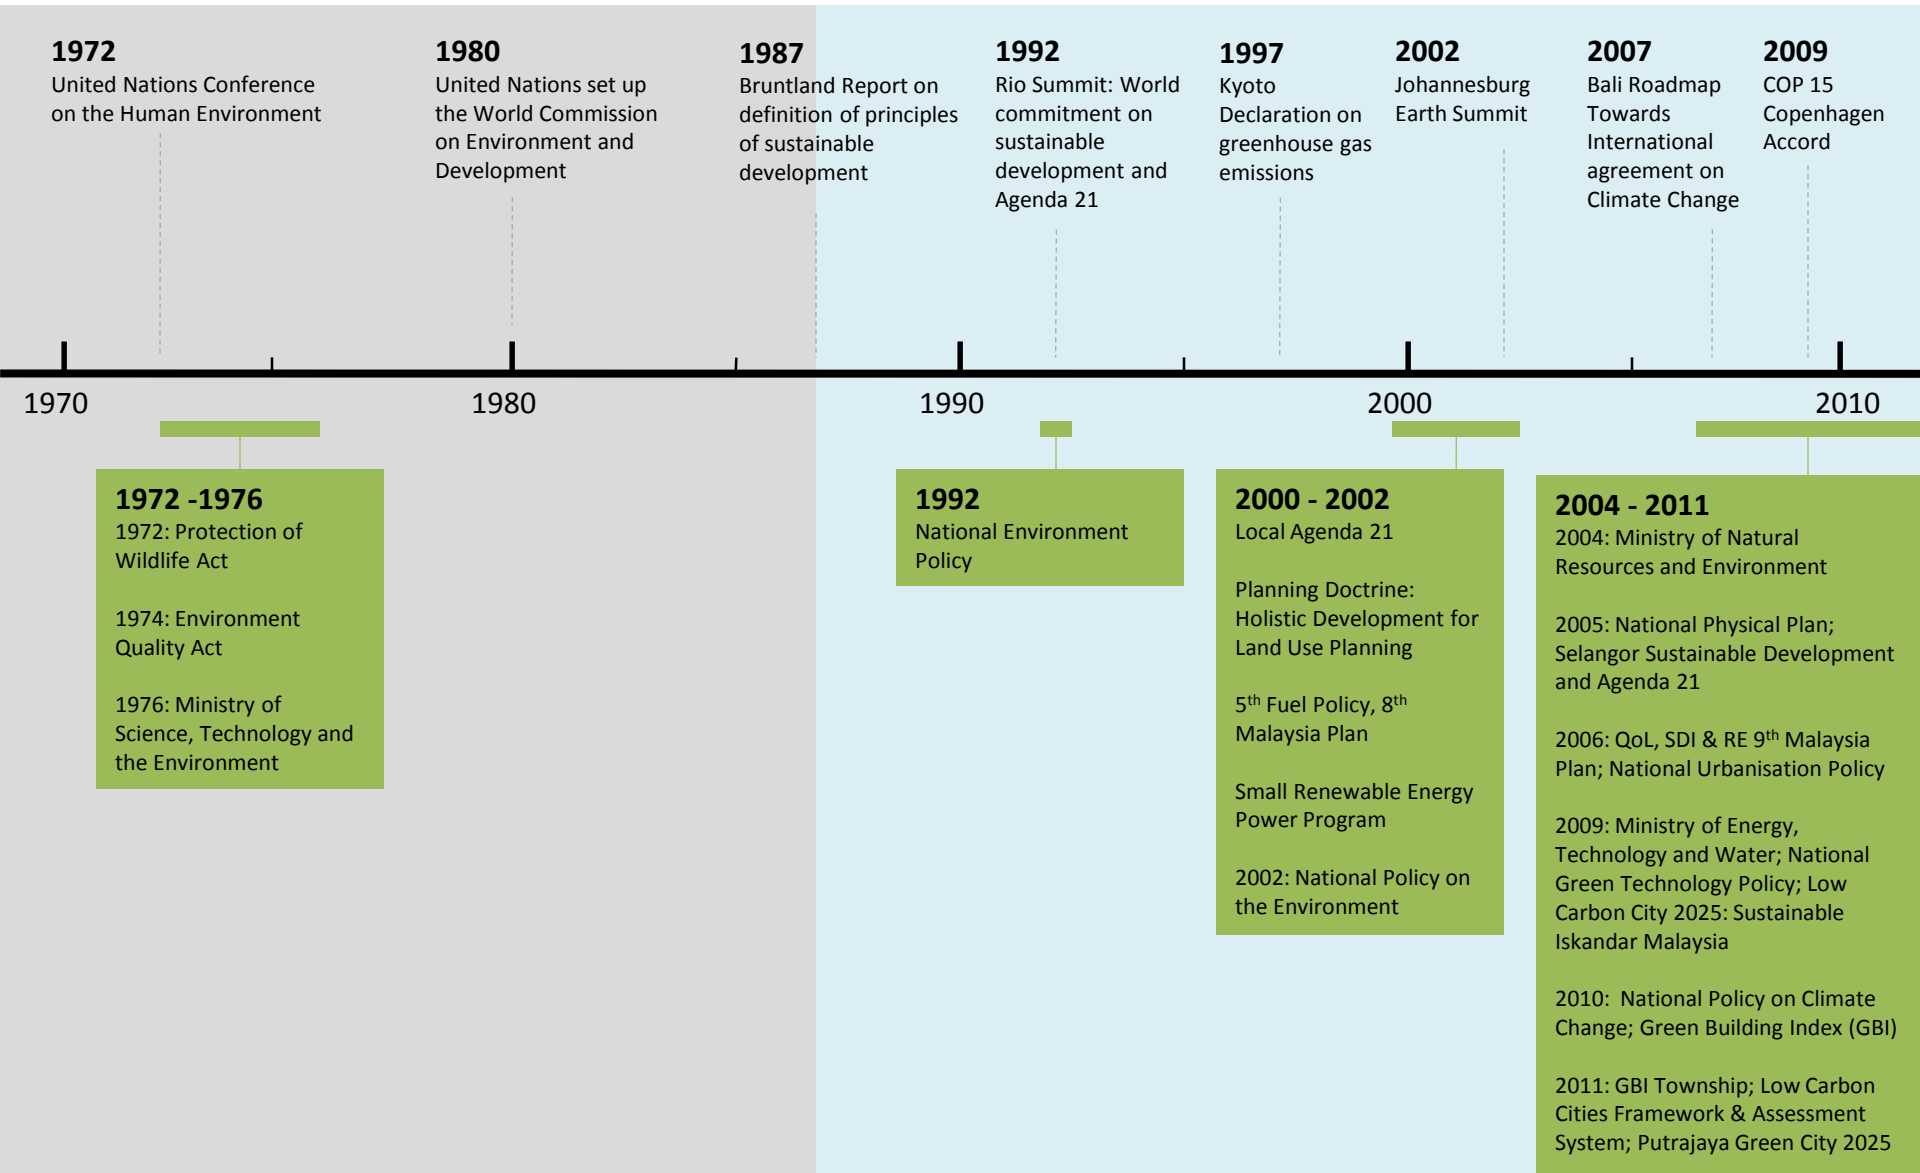 1972
United Nations Conference
on the Human Environment
1980
United Nations set up
the World Commission
on Environment and
Development
1987
Bruntland Report on
definition of principles
of sustainable
development
1992
Rio Summit: World
commitment on
sustainable
development and
Agenda 21
1997
Kyoto
Declaration on
greenhouse gas
emissions
2002
Johannesburg
Earth Summit
2007
Bali Roadmap
Towards
International
agreement on
Climate Change
2009
COP 15
Copenhagen
Accord
1970
1980
1990
2000
2010
1972 -1976
1972: Protection of
Wildlife Act
1974: Environment
Quality Act
1976: Ministry of
Science, Technology and
the Environment
1992
National Environment
Policy
2000 - 2002
Local Agenda 21
Planning Doctrine:
Holistic Development for
Land Use Planning
5th Fuel Policy, 8th
Malaysia Plan
Small Renewable Energy
Power Program
2002: National Policy on
the Environment
2004 - 2011
2004: Ministry of Natural
Resources and Environment
2005: National Physical Plan;
Selangor Sustainable Development
and Agenda 21
2006: QoL, SDI & RE 9th Malaysia
Plan; National Urbanisation Policy
2009: Ministry of Energy,
Technology and Water; National
Green Technology Policy; Low
Carbon City 2025: Sustainable
Iskandar Malaysia
2010:  National Policy on Climate
Change; Green Building Index (GBI)
2011: GBI Township; Low Carbon
Cities Framework & Assessment
System; Putrajaya Green City 2025